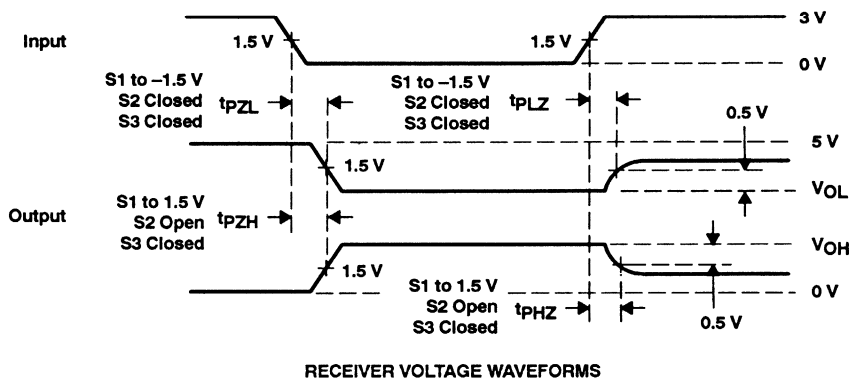 3 V
Input
1.5 V
1.5 V
0 V
S1 to –1.5 V
S2 Closed
S3 Closed
tPZL
S1 to –1.5 V
S2 Closed
S3 Closed
tPLZ
0.5 V
5 V
1.5 V
VOL
Output
S1 to 1.5 V
S2 Open
S3 Closed
tPZH
VOH
1.5 V
S1 to 1.5 V
S2 Open
S3 Closed
tPHZ
0 V
0.5 V
RECEIVER VOLTAGE WAVEFORMS